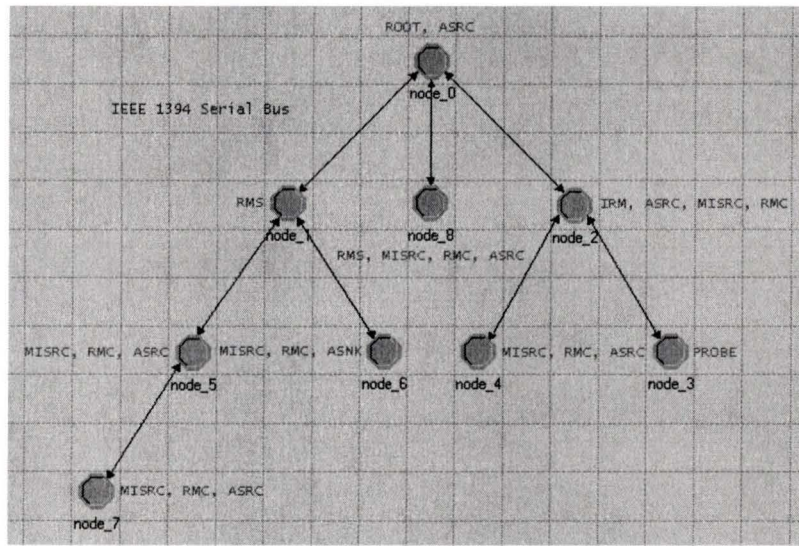 ROOT, ASRC
node_0
IEEE 1394 Serial Bus
RMS
node_1
node_8
IRM, ASRC, MISRC, RMC
node_2
RMS, MISRC, RMC, ASRC
MISRC, RMC, ASRC
node_5
MISRC, RMC, ASNK
node_6
node_4
MISRC, RMC, ASRC
node_3
PROBE
node_7
MISRC, RMC, ASRC